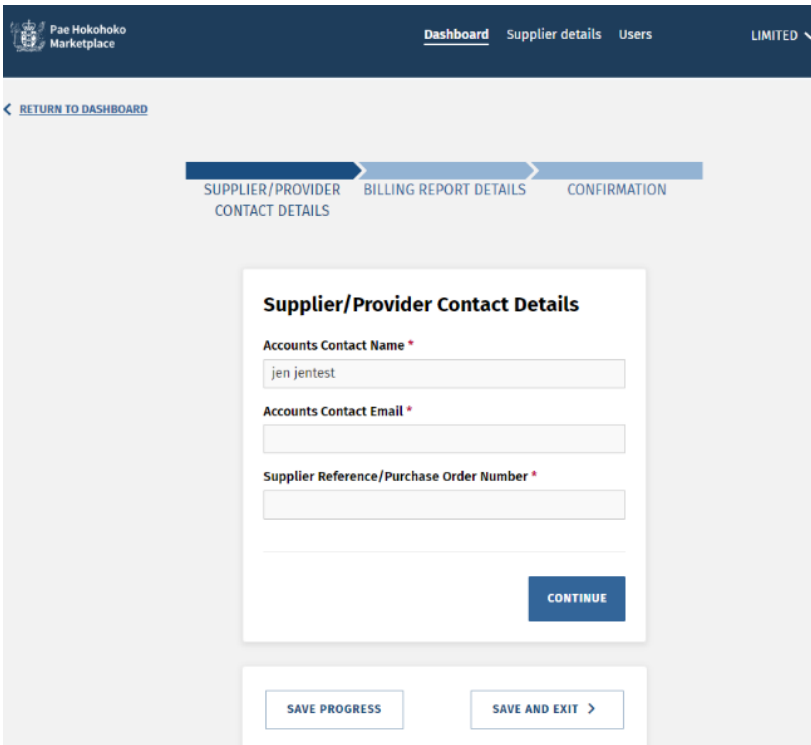 Pae Hokohoko
Marketplace
Dashboard Supplier details Users
LIMITED
RETURN TO DASHBOARD
SUPPLIER/PROVIDER
CONTACT DETAILS
BILLING REPORT DETAILS
CONFIRMATION
Supplier/Provider Contact Details
Accounts Contact Name *
jen jentest
Accounts Contact Email *
Supplier Reference/Purchase Order Number *
CONTINUE
SAVE PROGRESS
SAVE AND EXIT